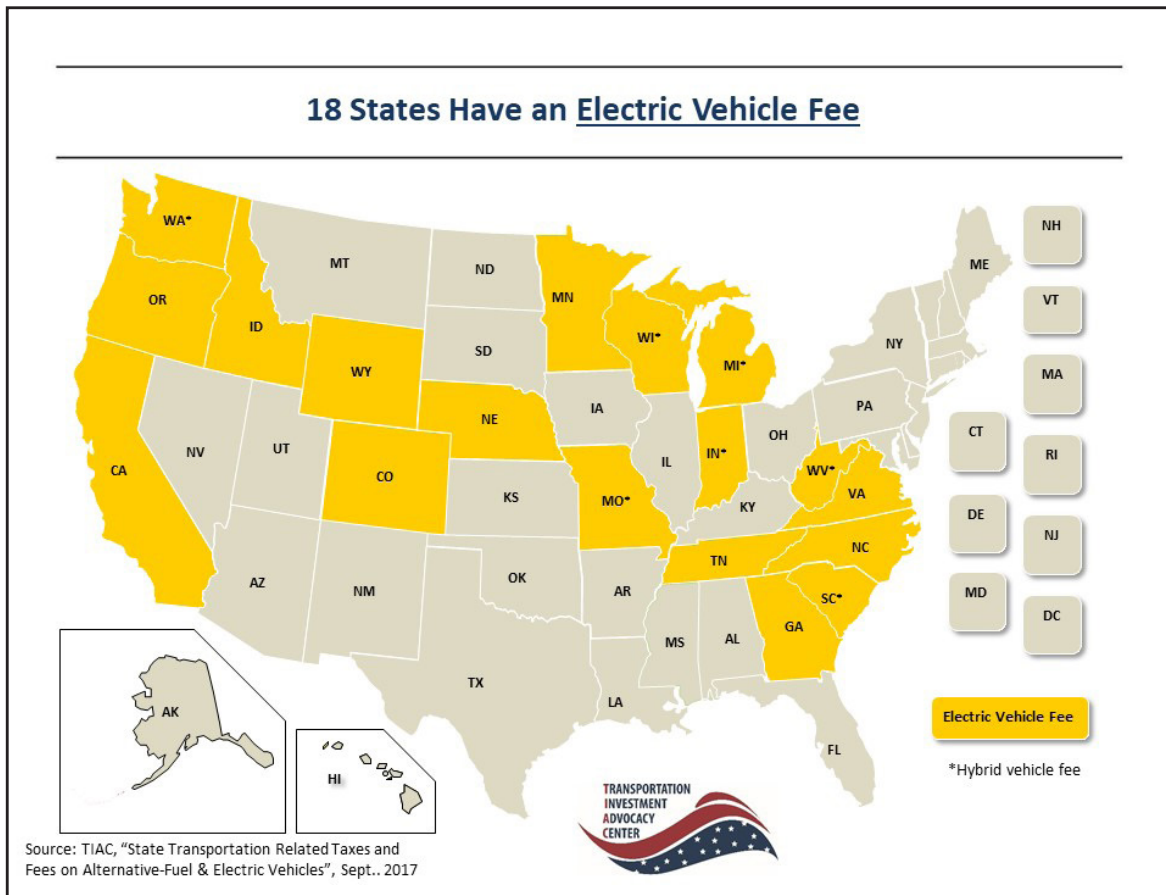 18 States Have an Electric Vehicle Fee
WA*
MT
ND
MN
ME
NH
VT
OR
ID
SD
WI*
MI*
NY
MA
WY
IA
PA
NE
OH
CT
RI
NV
UT
IL
IN*
CA
CO
KS
MO*
WV*
VA
KY
DE
NJ
NC
TN
AZ
NM
OK
AR
SC*
MD
DC
GA
MS
AL
TX
LA
AK
FL
HI
Electric Vehicle Fee
*Hybrid vehicle fee
TRANSPORTATION
INVESTMENT
ADVOCACY
CENTER
Source: TIAC, “State Transportation Related Taxes and
Fees on Alternative-Fuel & Electric Vehicles”, Sept.. 2017